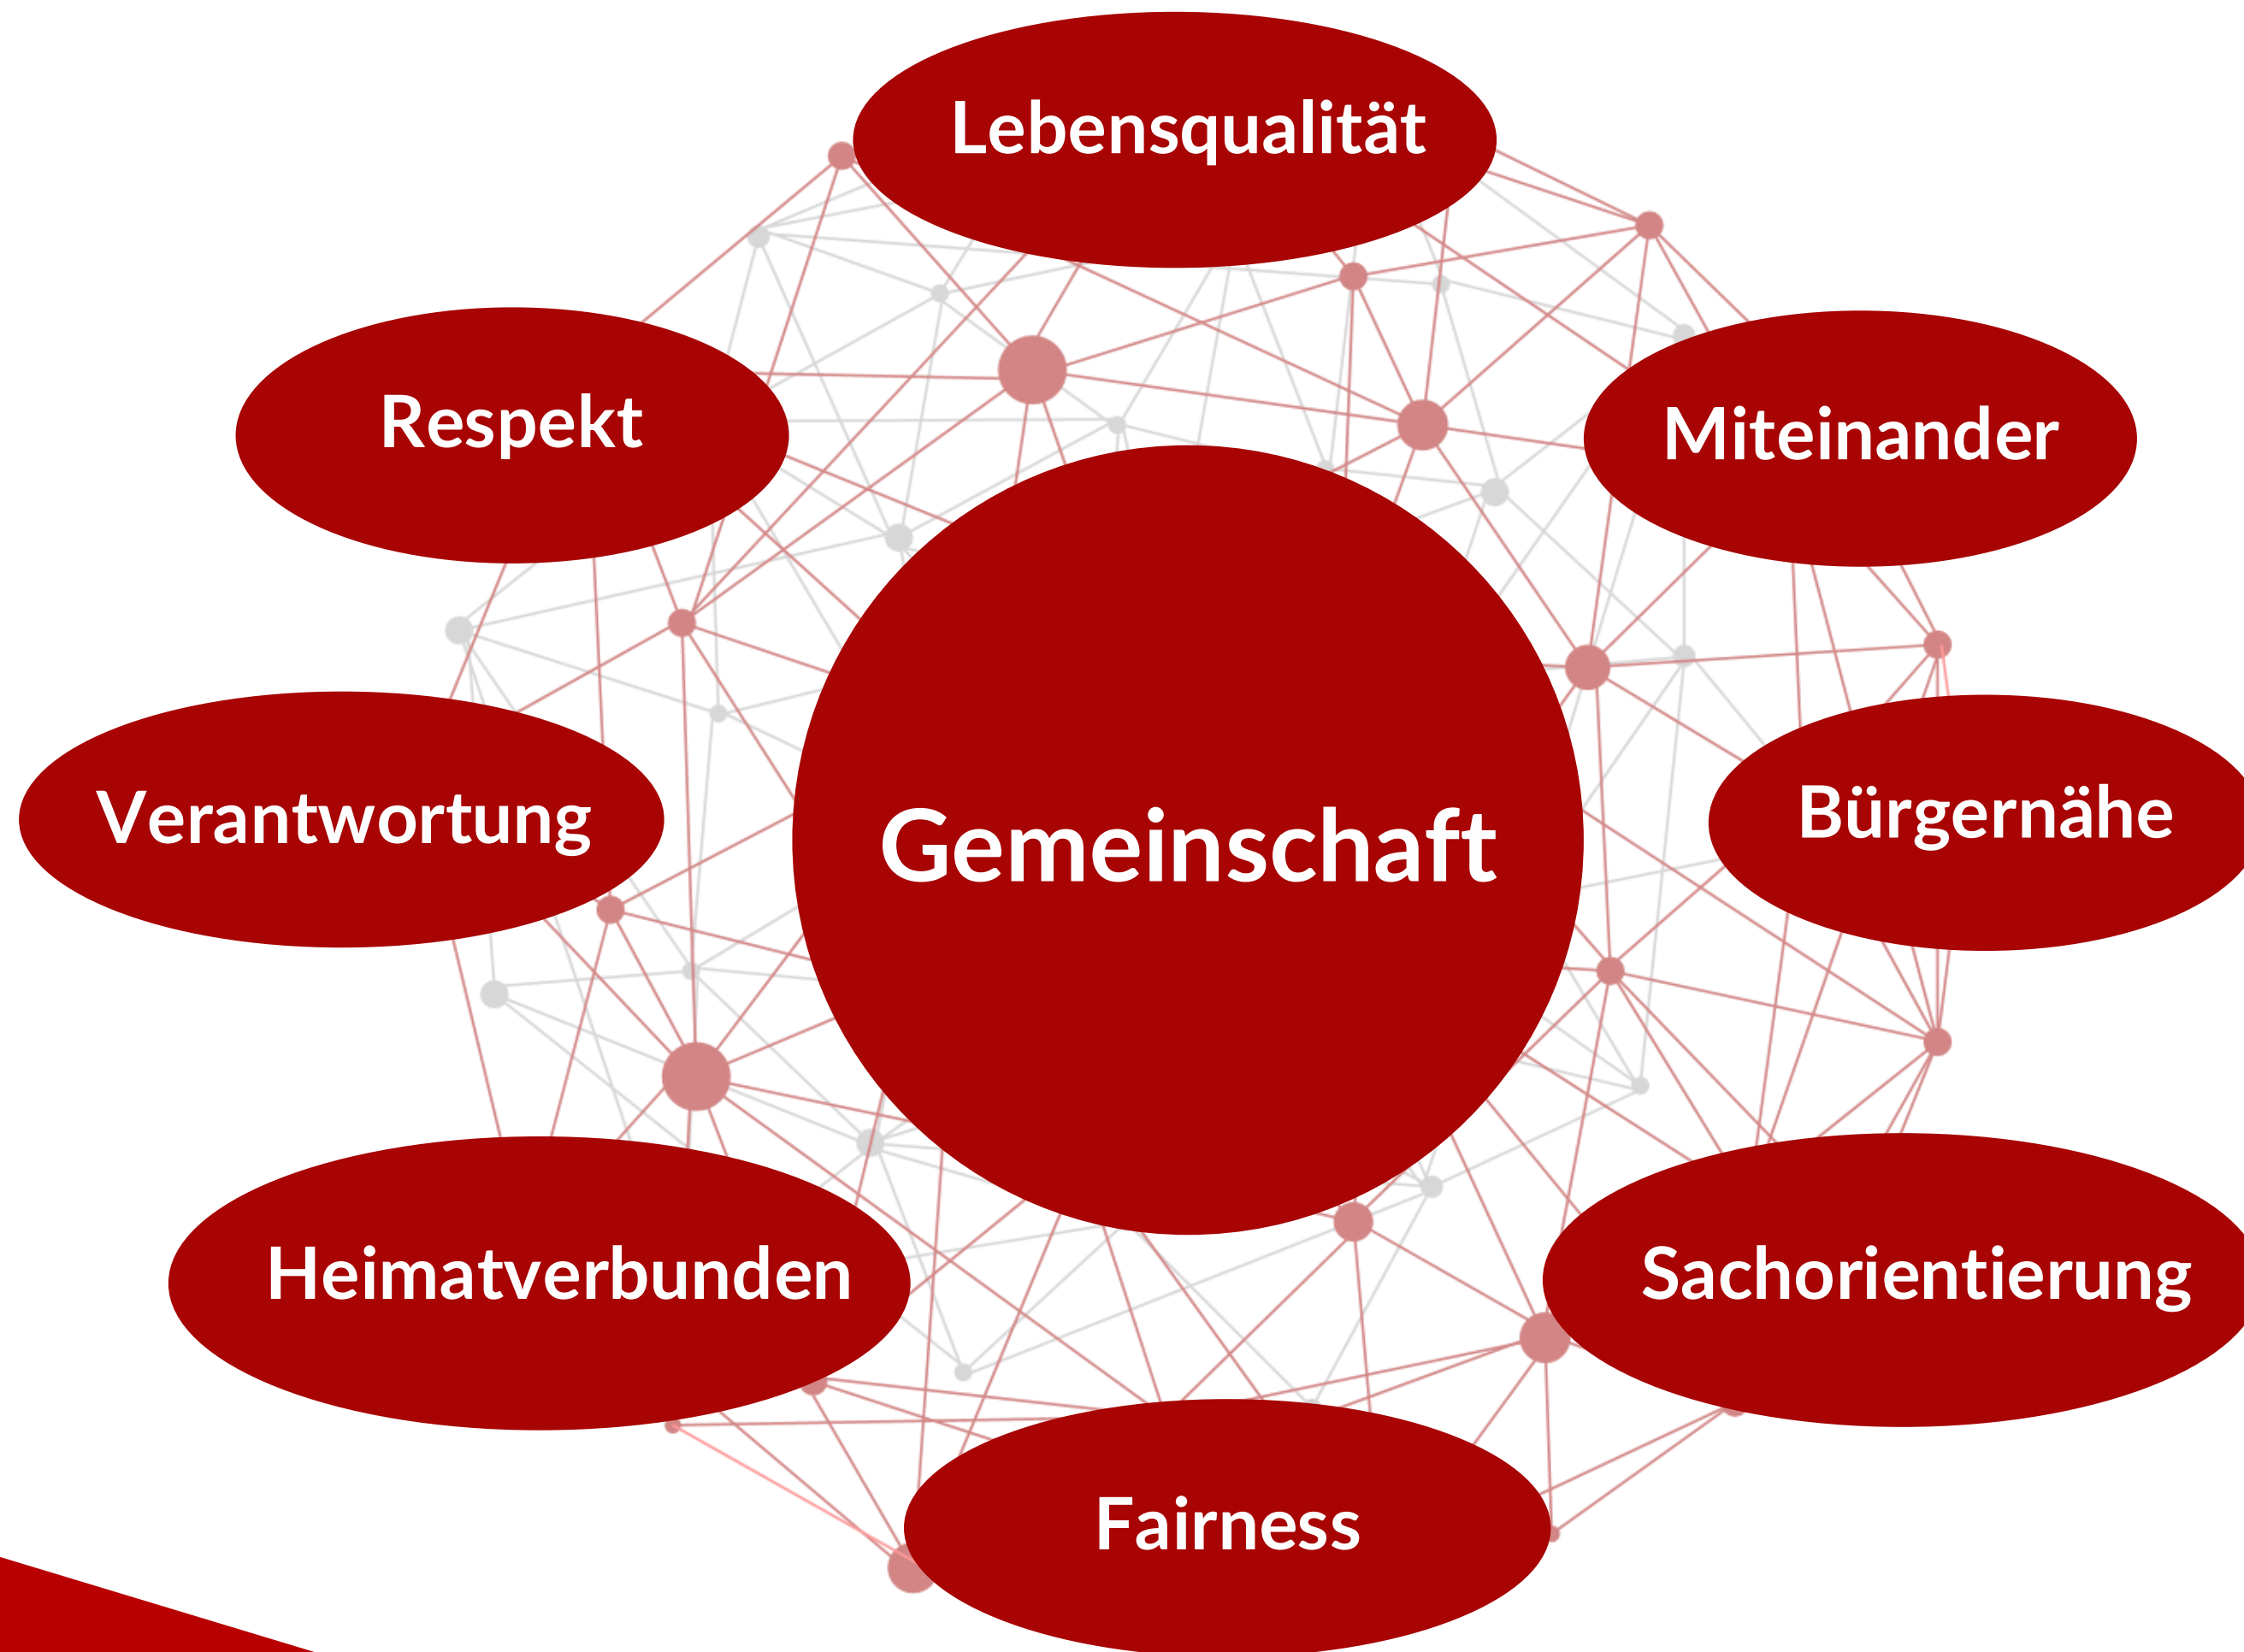 Lebensqualität
Respekt
Miteinander
Verantwortung
Gemeinschaft
Bürgernähe
Heimatverbunden
Sachorientierung
Fairness